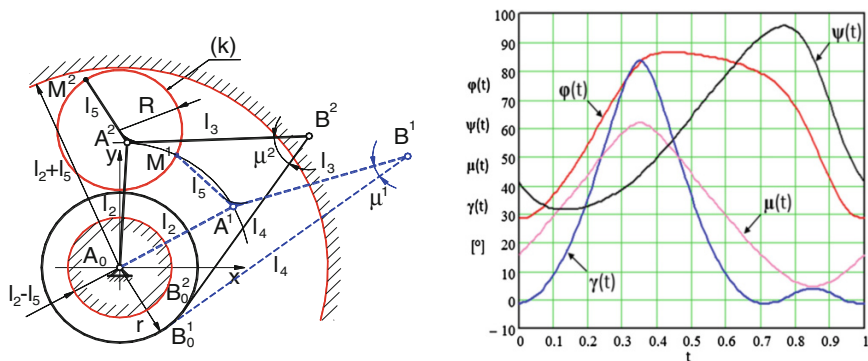 (k)
M²
R
l₅
B²
A²
l₃
y
M¹
μ²
l₃
B¹
l₂+l₅
l₅
μ¹
l₂
l₂
A¹
l₄
A₀
l₄
x
l₂-l₅
B₀²
r
B₀¹
100
90
80
70
60
50
40
30
20
10
0
-10
φ(t)
ψ(t)
μ(t)
γ(t)
[°]
ψ(t)
φ(t)
μ(t)
γ(t)
0 0.1 0.2 0.3 0.4 0.5 0.6 0.7 0.8 0.9 1
t